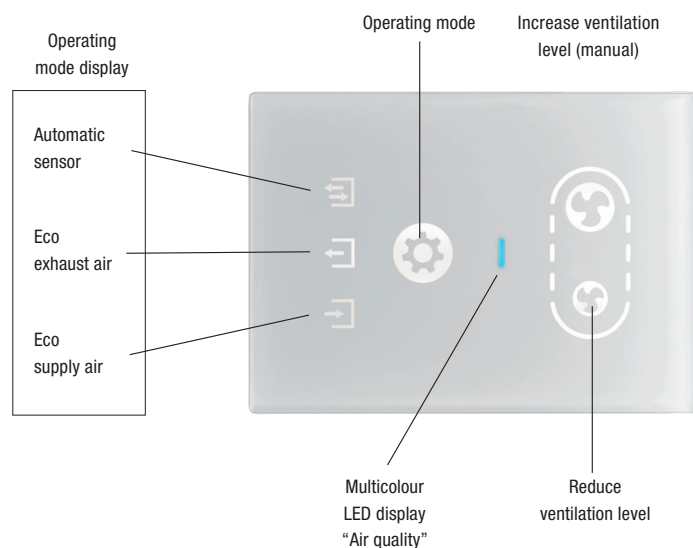 Operating
mode display
Operating mode
Increase ventilation
level (manual)
Automatic
sensor
Eco
exhaust air
Eco
supply air
Multicolour
LED display
“Air quality”
Reduce
ventilation level